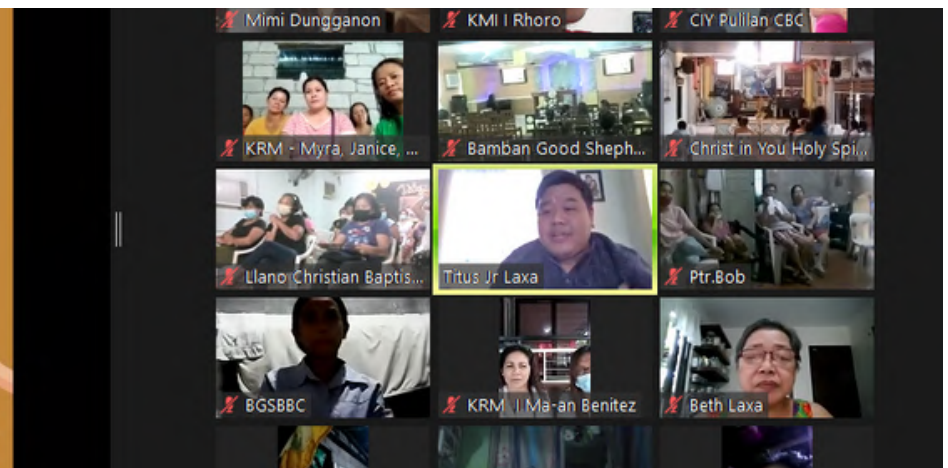 Mimi Dungganon
KMI I Rhoro
CIY Pulilan CBC
KRM - Myra, Janice, ...
Bamban Good Sheph...
Christ in You Holy Spi...
Llano Christian Baptis...
Titus Jr Laxa
Ptr.Bob
BGSBBC
KRM I Ma-an Benitez
Beth Laxa